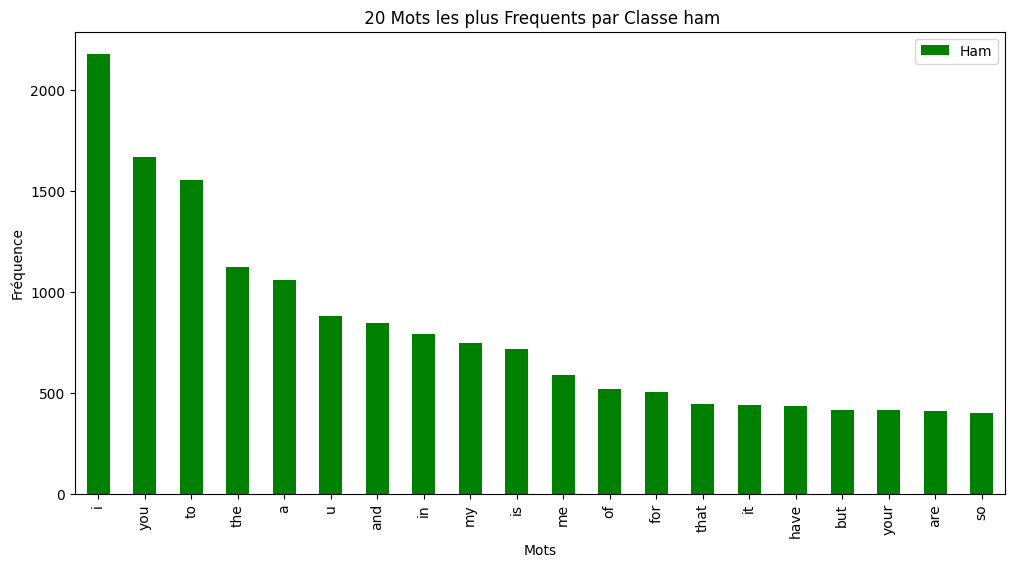 20 Mots les plus Frequents par Classe ham
Ham
Fréquence
2000
1500
1000
500
0
i you to the a u and in my is me of for that it have but your are so
Mots